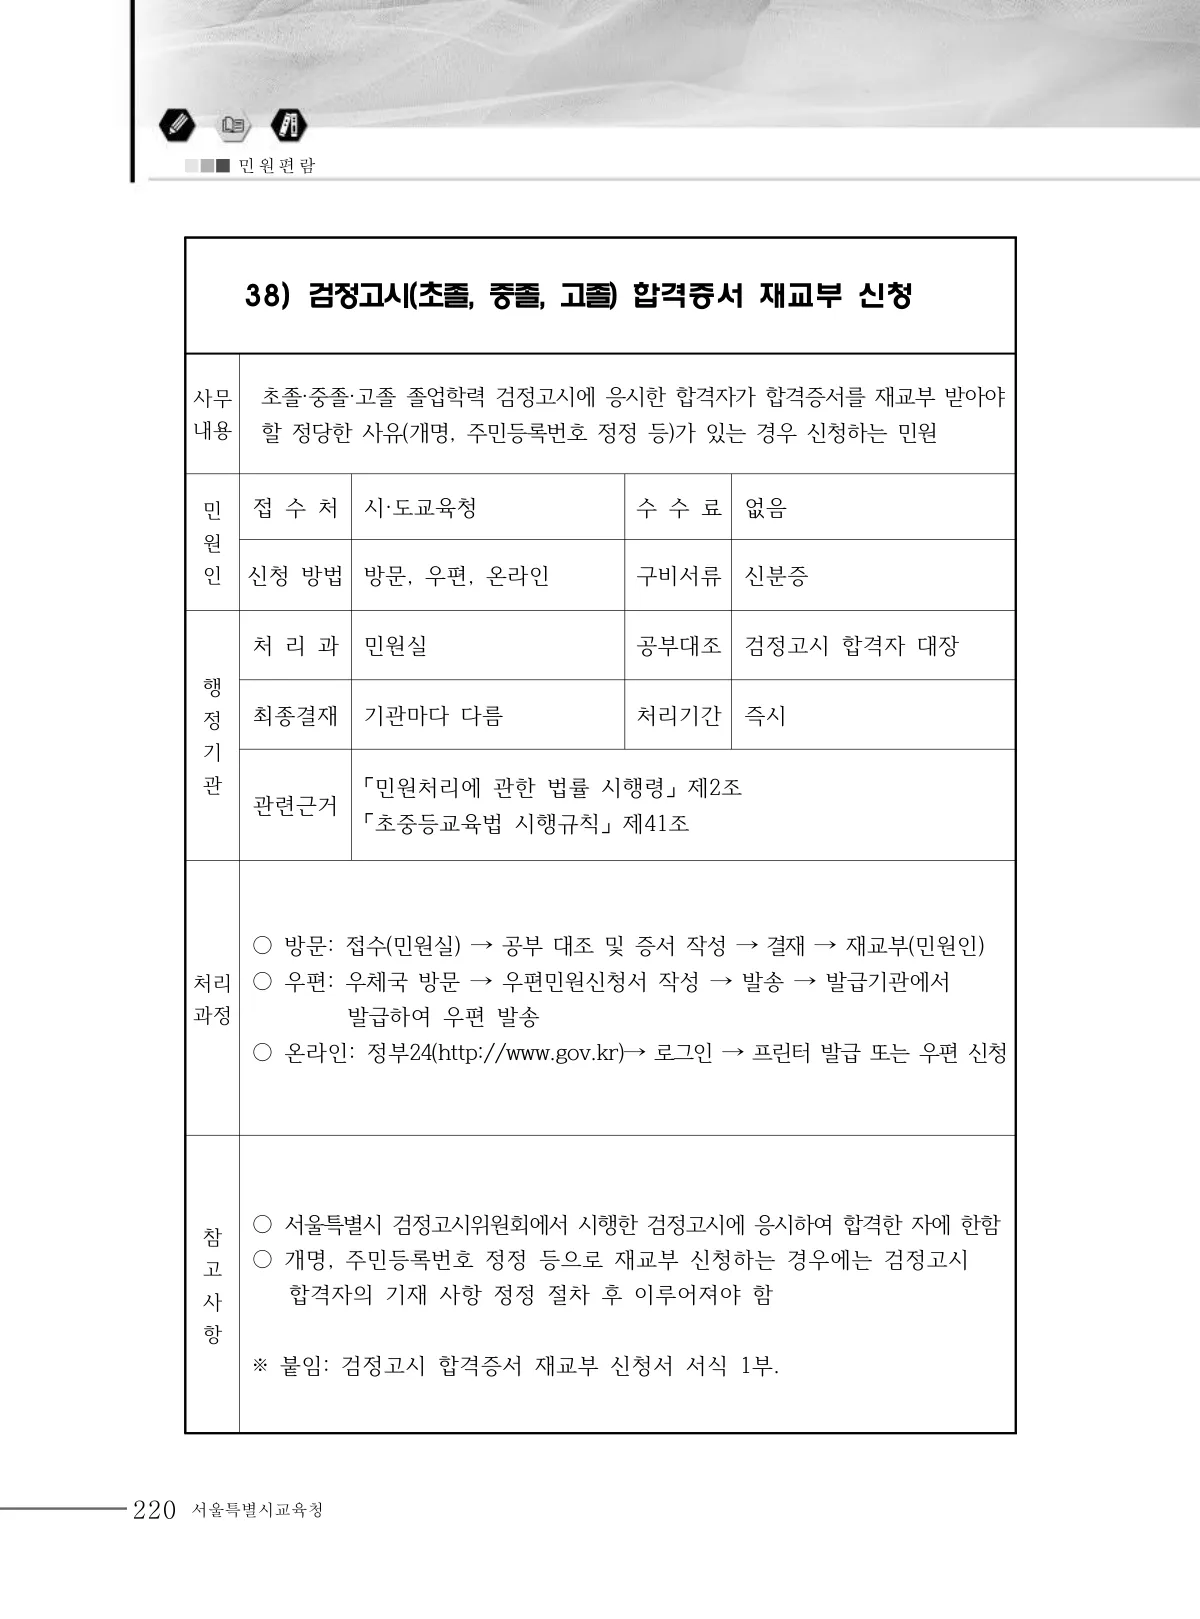 민원편람
38) 검정고시(초졸, 중졸, 고졸) 합격증서 재교부 신청
사무
내용
초졸·중졸·고졸 졸업학력 검정고시에 응시한 합격자가 합격증서를 재교부 받아야
할 정당한 사유(개명, 주민등록번호 정정 등)가 있는 경우 신청하는 민원
민
원
인
접 수 처
시·도교육청
수 수 료
없음
신청 방법
방문, 우편, 온라인
구비서류
신분증
행
정
기
관
처 리 과
민원실
공부대조
검정고시 합격자 대장
최종결재
기관마다 다름
처리기간
즉시
관련근거
「민원처리에 관한 법률 시행령」 제2조
「초중등교육법 시행규칙」 제41조
처리
과정
○ 방문: 접수(민원실) → 공부 대조 및 증서 작성 → 결재 → 재교부(민원인)
○ 우편: 우체국 방문 → 우편민원신청서 작성 → 발송 → 발급기관에서
발급하여 우편 발송
○ 온라인: 정부24(http://www.gov.kr)→ 로그인 → 프린터 발급 또는 우편 신청
참
고
사
항
○ 서울특별시 검정고시위원회에서 시행한 검정고시에 응시하여 합격한 자에 한함
○ 개명, 주민등록번호 정정 등으로 재교부 신청하는 경우에는 검정고시
합격자의 기재 사항 정정 절차 후 이루어져야 함
※ 붙임: 검정고시 합격증서 재교부 신청서 서식 1부.
220 서울특별시교육청